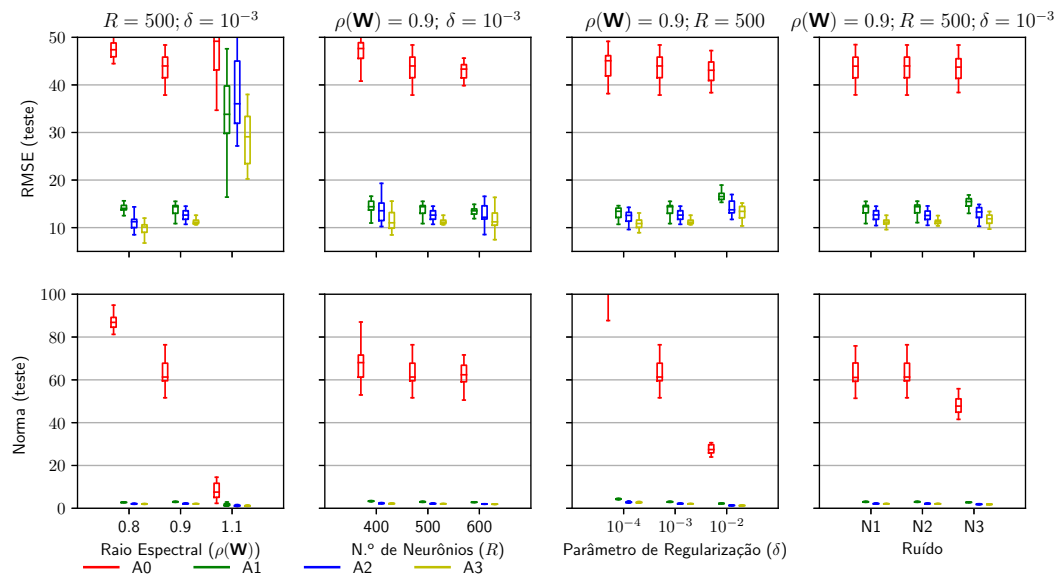 R = 500; δ = 10⁻³
ρ(W) = 0.9; δ = 10⁻³
ρ(W) = 0.9; R = 500
ρ(W) = 0.9; R = 500; δ = 10⁻³
RMSE (teste)
50
40
30
20
10
Norma (teste)
100
80
60
40
20
0
0.8 0.9 1.1
400 500 600
10⁻⁴ 10⁻³ 10⁻²
N1 N2 N3
Raio Espectral (ρ(W))
N.º de Neurônios (R)
Parâmetro de Regularização (δ)
Ruído
A0 A1 A2 A3